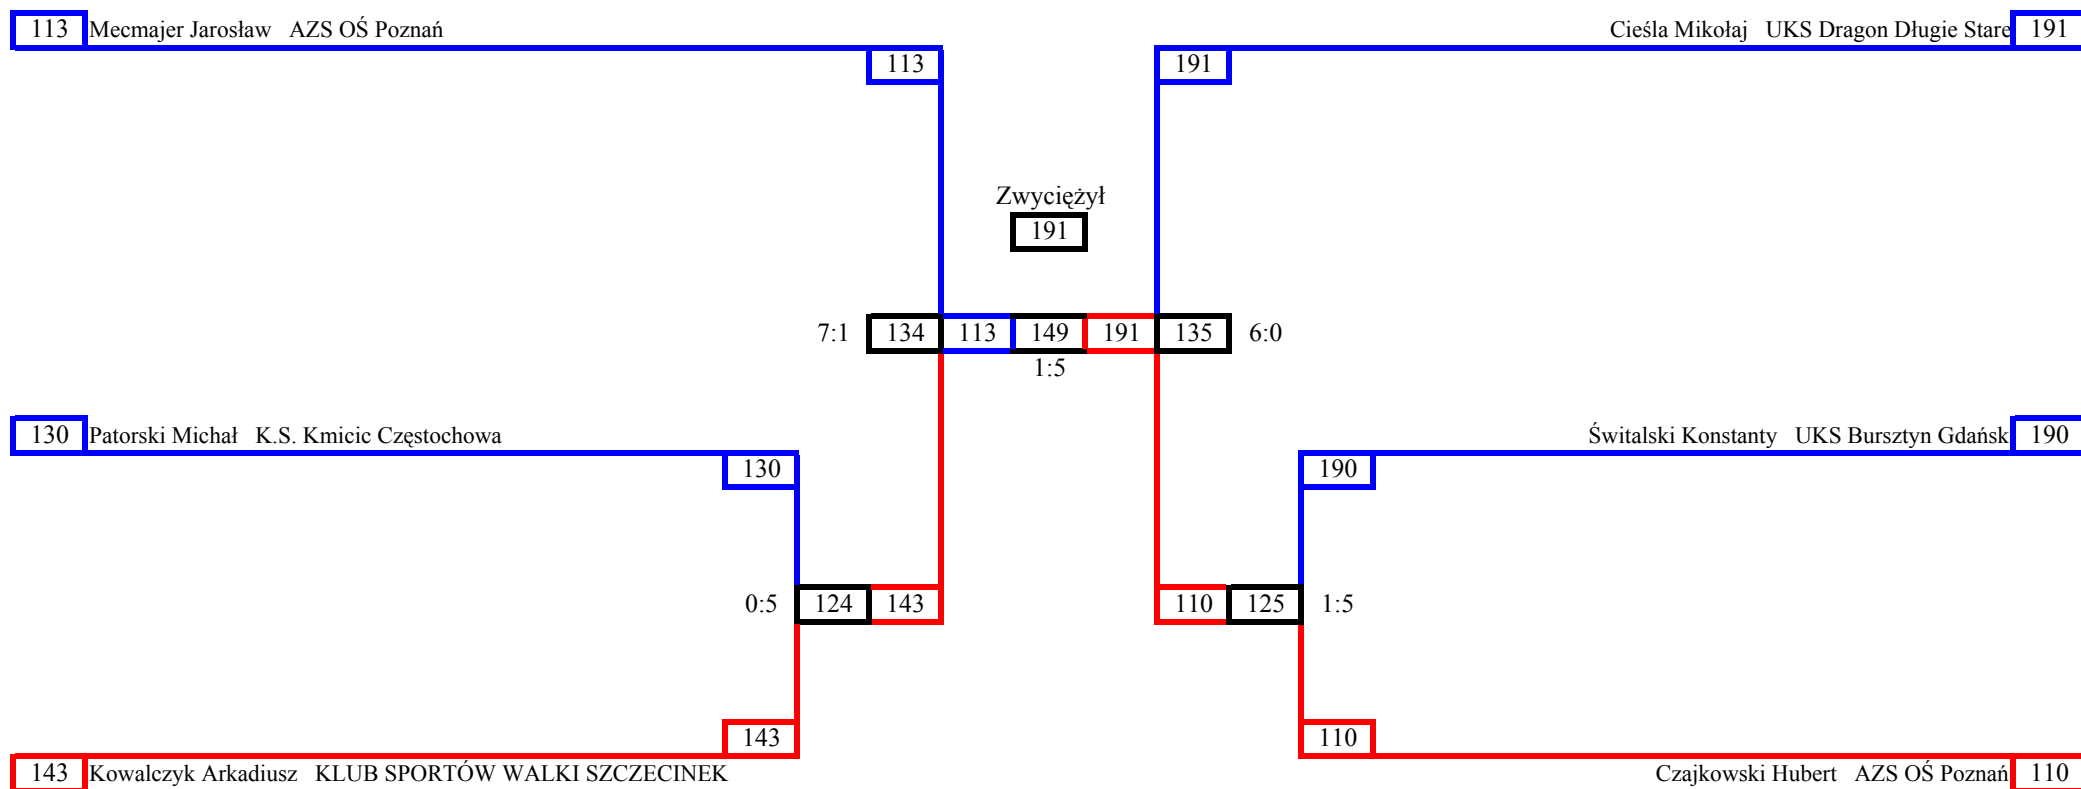 113 Mecmajer Jarosław AZS OŚ Poznań Cieśla Mikołaj UKS Dragon Długie Stare 191
113 191
Zwyciężył
191
7:1 134 113 149 191 135 6:0
1:5
130 Patorski Michał K.S. Kmicic Częstochowa Świtalski Konstanty UKS Bursztyn Gdańsk 190
130 190
0:5 124 143 110 125 1:5
143 110
143 Kowalczyk Arkadiusz KLUB SPORTÓW WALKI SZCZECINEK Czajkowski Hubert AZS OŚ Poznań 110